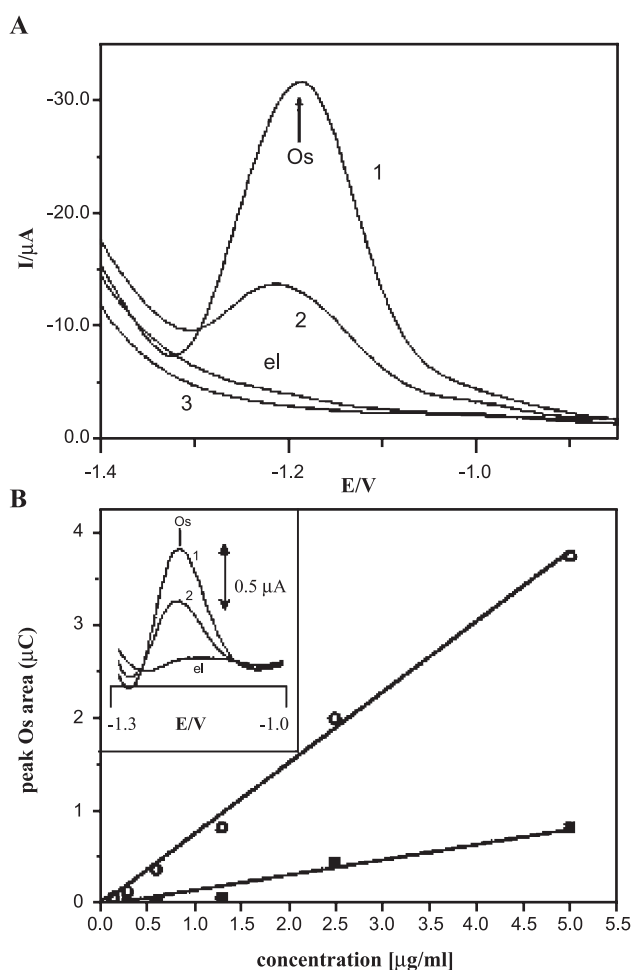 A
I/µA
-30.0
-20.0
-10.0
0.0
Os
1
2
el
3
-1.4
-1.2
-1.0
E/V
B
peak Os area (µC)
4
3
2
1
0
Os
1
2
el
0.5 µA
-1.3
E/V
-1.0
0.0 0.5 1.0 1.5 2.0 2.5 3.0 3.5 4.0 4.5 5.0 5.5
concentration [µg/ml]